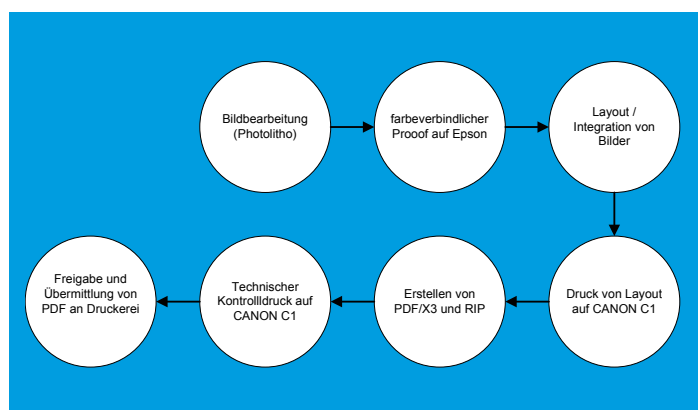 Bildbearbeitung
(Photolitho)
farbeverbindlicher
Prooof auf Epson
Layout /
Integration von
Bilder
Druck von Layout
auf CANON C1
Erstellen von
PDF/X3 und RIP
Technischer
Kontrollldruck auf
CANON C1
Freigabe und
Übermittlung von
PDF an Druckerei